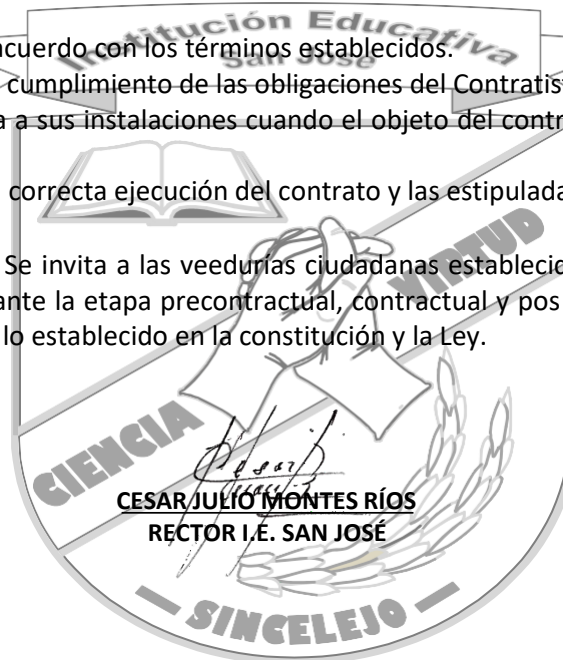 Institución Educativa
San José
acuerdo con los términos establecidos.
cumplimiento de las obligaciones del Contratis
a a sus instalaciones cuando el objeto del contr
correcta ejecución del contrato y las estipulada
Se invita a las veedurías ciudadanas establecid
ante la etapa precontractual, contractual y pos
lo establecido en la constitución y la Ley.
VIRTUD
CIENCIA
CESAR JULIO MONTES RÍOS
RECTOR I.E. SAN JOSÉ
SINCELEJO